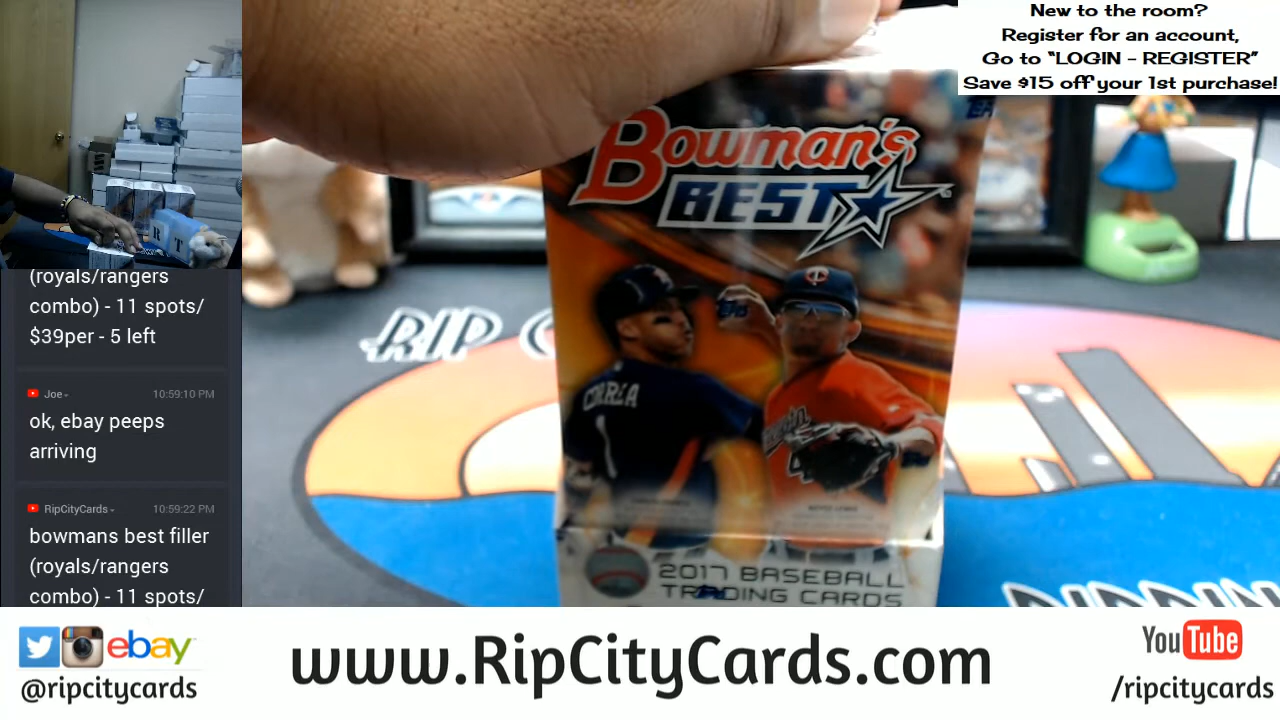 New to the room?
Register for an account,
Go to “LOGIN - REGISTER”
Save $15 off your 1st purchase!
Bowman's
BEST
CORREA
1
2017 BASEBALL
TRADING CARDS
RIP C
R T
(royals/rangers
combo) - 11 spots/
$39per - 5 left
Joe 10:59:10 PM
ok, ebay peeps
arriving
RipCityCards 10:59:22 PM
bowmans best filler
(royals/rangers
combo) - 11 spots/
ebay
@ripcitycards
www.RipCityCards.com
YouTube
/ripcitycards